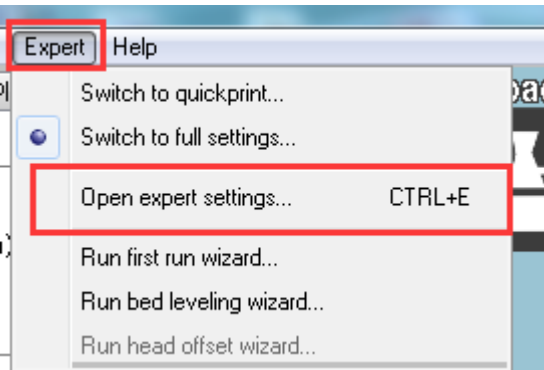 Expert Help
Switch to quickprint...
Switch to full settings...
Open expert settings... CTRL+E
Run first run wizard...
Run bed leveling wizard...
Run head offset wizard...